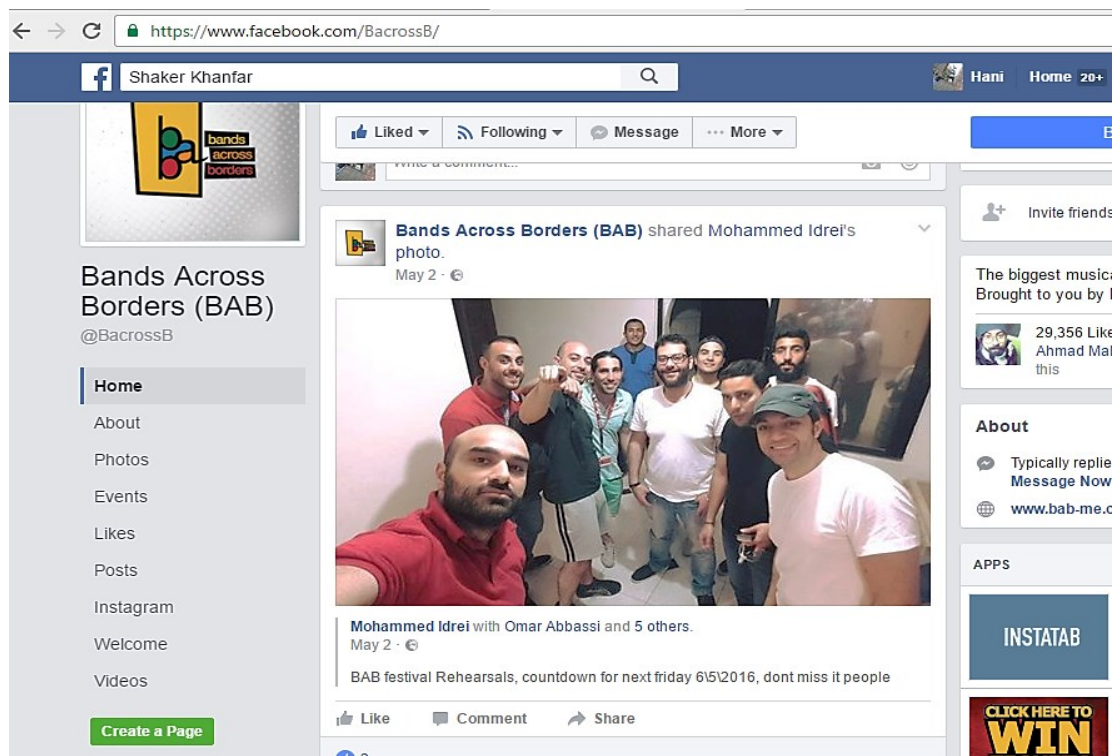 https://www.facebook.com/BacrossB/
Shaker Khanfar
Hani
Home 20+
bands
across
borders
Bands Across
Borders (BAB)
@BacrossB
Home
About
Photos
Events
Likes
Posts
Instagram
Welcome
Videos
Create a Page
Liked
Following
Message
More
Write a comment...
Bands Across Borders (BAB) shared Mohammed Idrei's
photo.
May 2 ·
Mohammed Idrei with Omar Abbassi and 5 others.
May 2 ·
BAB festival Rehearsals, countdown for next friday 6\5\2016, dont miss it people
Like Comment Share
Invite friends
The biggest musica
Brought to you by
29,356 Like
Ahmad Mal
this
About
Typically replie
Message Now
www.bab-me.c
APPS
INSTATAB
CLICK HERE TO
WIN